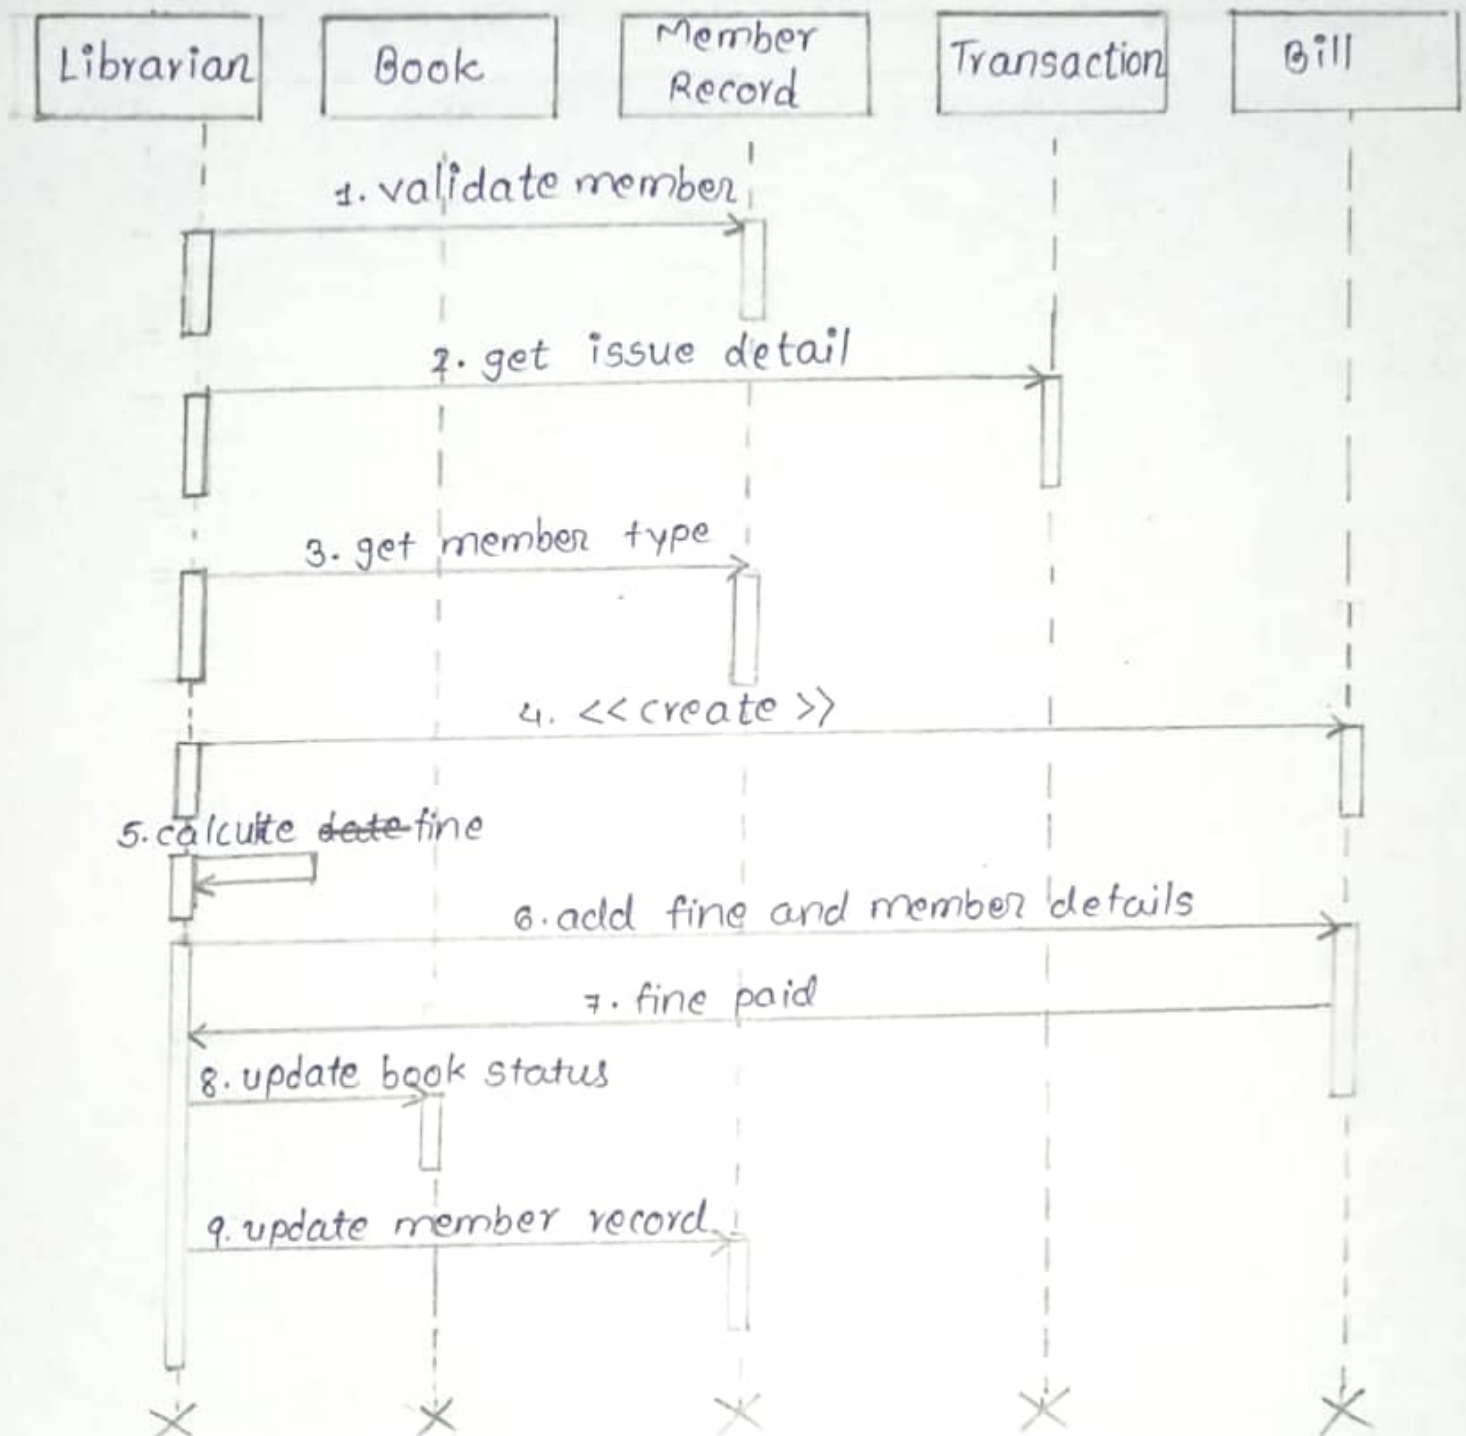 Librarian
Book
Member
Record
Transaction
Bill
1. validate member
2. get issue detail
3. get member type
4. <<create>>
5. calculte date fine
6. add fine and member details
7. fine paid
8. update book status
9. update member record